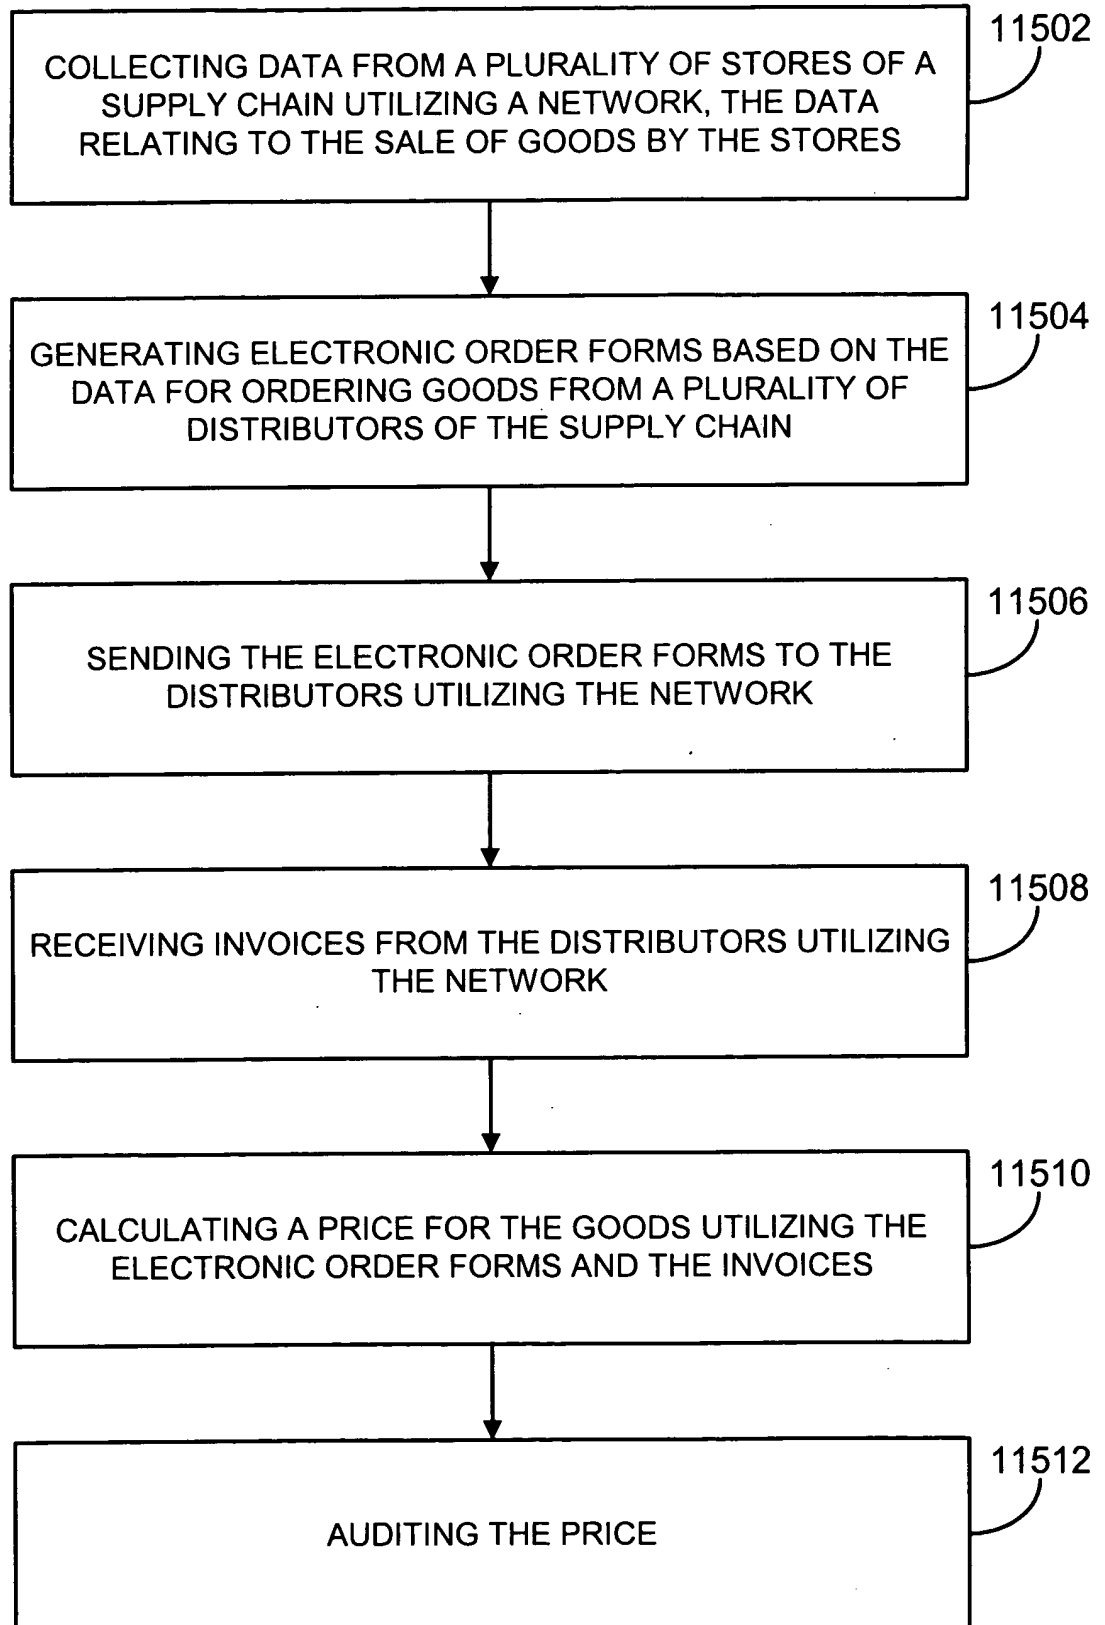 11502
COLLECTING DATA FROM A PLURALITY OF STORES OF A
SUPPLY CHAIN UTILIZING A NETWORK, THE DATA
RELATING TO THE SALE OF GOODS BY THE STORES
11504
GENERATING ELECTRONIC ORDER FORMS BASED ON THE
DATA FOR ORDERING GOODS FROM A PLURALITY OF
DISTRIBUTORS OF THE SUPPLY CHAIN
11506
SENDING THE ELECTRONIC ORDER FORMS TO THE
DISTRIBUTORS UTILIZING THE NETWORK
11508
RECEIVING INVOICES FROM THE DISTRIBUTORS UTILIZING
THE NETWORK
11510
CALCULATING A PRICE FOR THE GOODS UTILIZING THE
ELECTRONIC ORDER FORMS AND THE INVOICES
11512
AUDITING THE PRICE